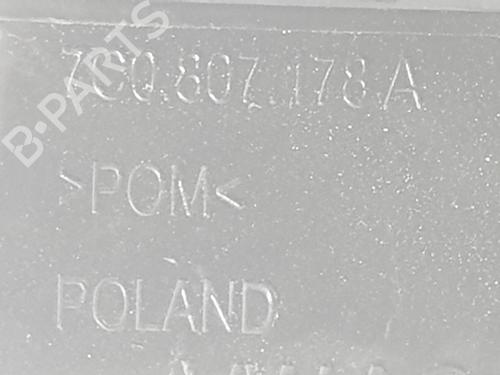 B-PARTS
7C0.807.178 A
>POM<
POLAND